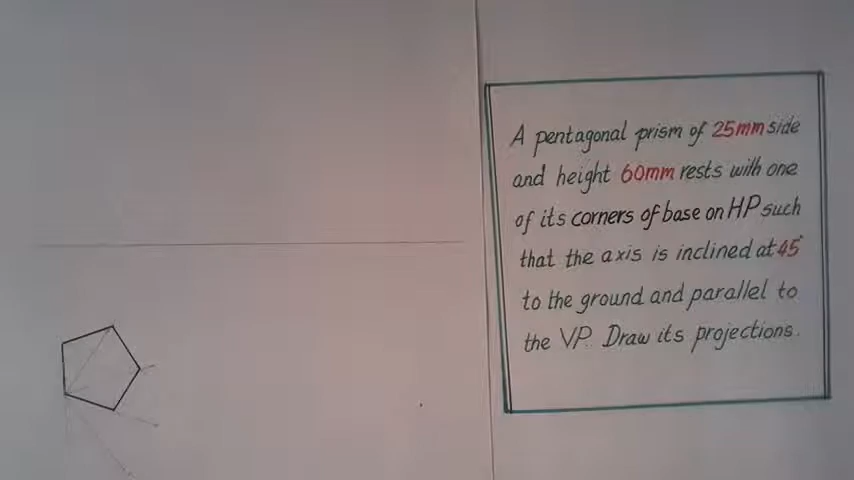 A pentagonal prism of 25mm side
and height 60mm rests with one
of its corners of base on HP such
that the axis is inclined at 45°
to the ground and parallel to
the VP. Draw its projections.